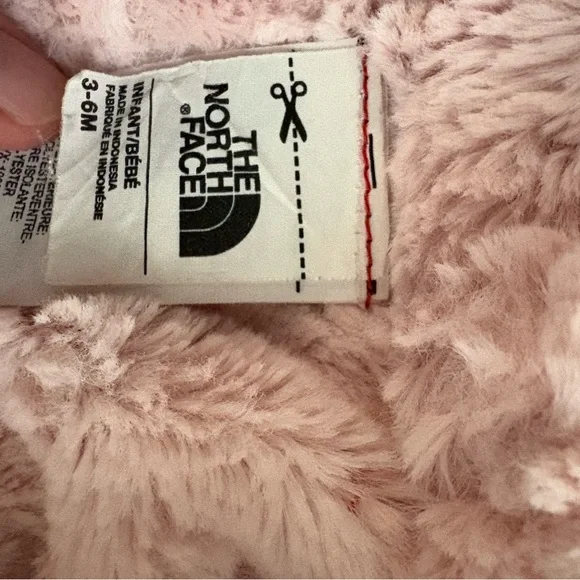 THE
NORTH
FACE
®
INFANT/BÉBÉ
MADE IN INDONESIA
FABRIQUÉ EN INDONÉSIE
3-6M